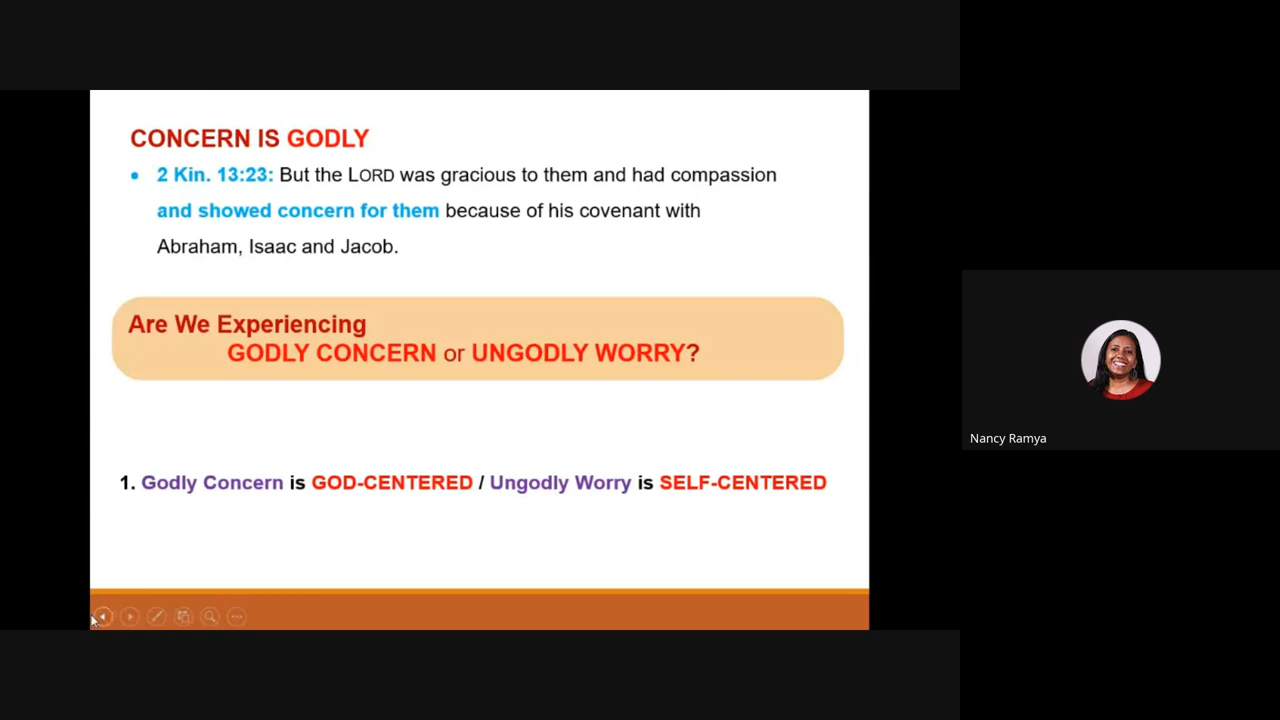 CONCERN IS GODLY
• 2 Kin. 13:23: But the LORD was gracious to them and had compassion
and showed concern for them because of his covenant with
Abraham, Isaac and Jacob.
Are We Experiencing
GODLY CONCERN or UNGODLY WORRY?
1. Godly Concern is GOD-CENTERED / Ungodly Worry is SELF-CENTERED
Nancy Ramya